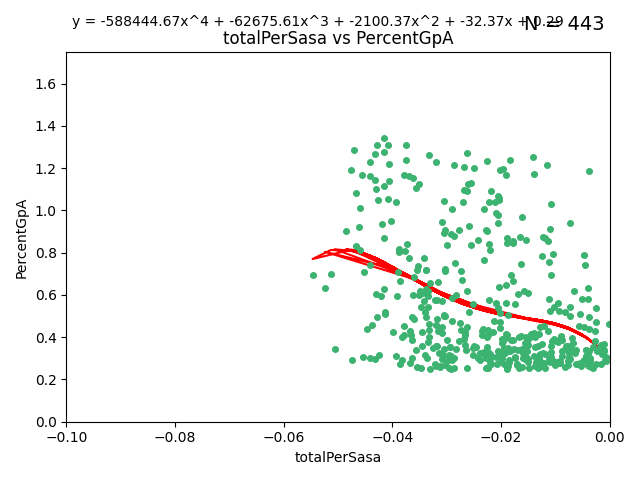 y = -588444.67x^4 + -62675.61x^3 + -2100.37x^2 + -32.37x + 0.29
N = 443
totalPerSasa vs PercentGpA
1.6
1.4
1.2
1.0
0.8
0.6
0.4
0.2
0.0
PercentGpA
−0.10 −0.08 −0.06 −0.04 −0.02 0.00
totalPerSasa